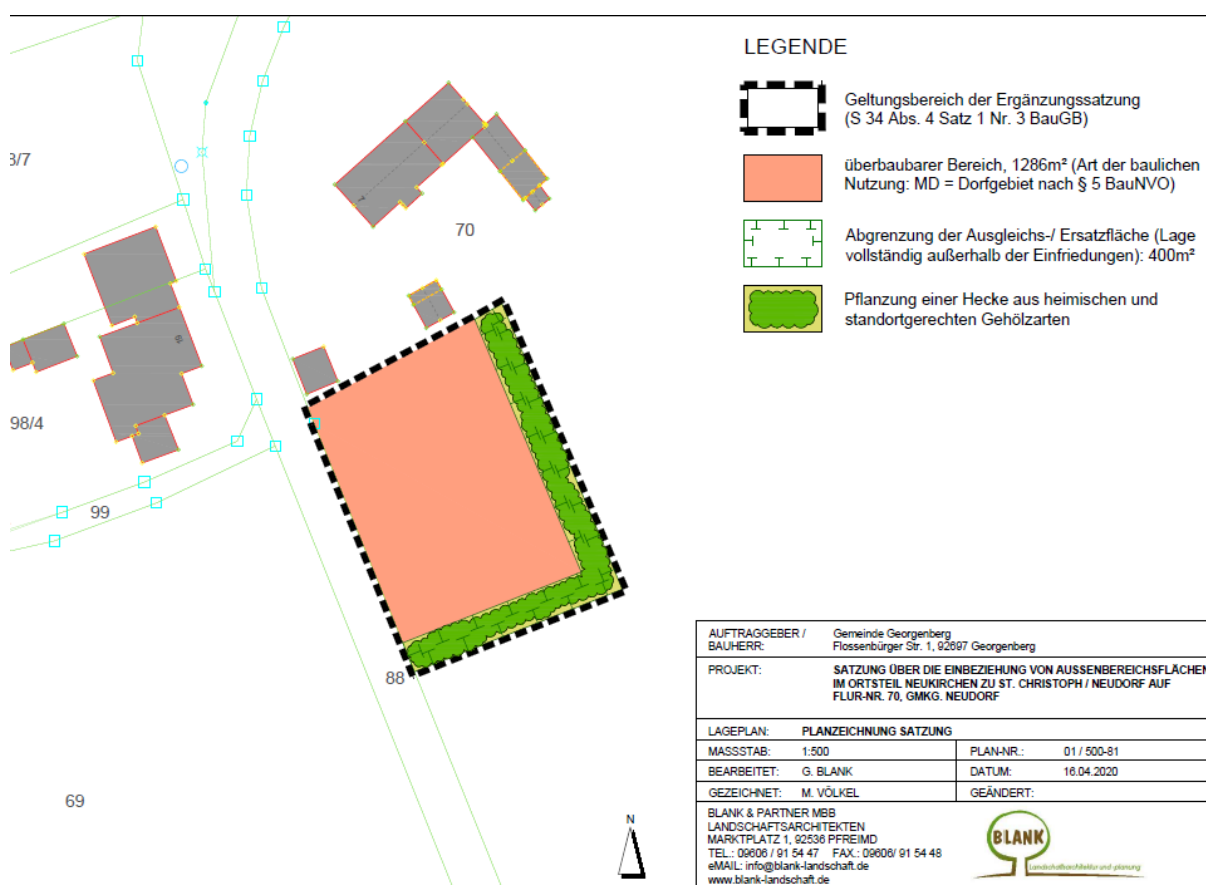 LEGENDE
Geltungsbereich der Ergänzungssatzung
(S 34 Abs. 4 Satz 1 Nr. 3 BauGB)
überbaubarer Bereich, 1286m² (Art der baulichen
Nutzung: MD = Dorfgebiet nach § 5 BauNVO)
Abgrenzung der Ausgleichs-/ Ersatzfläche (Lage
vollständig außerhalb der Einfriedungen): 400m²
Pflanzung einer Hecke aus heimischen und
standortgerechten Gehölzarten
3/7
70
98/4
99
88
69
N
AUFTRAGGEBER / Gemeinde Georgenberg
BAUHERR: Flossenbürger Str. 1, 92697 Georgenberg
PROJEKT: SATZUNG ÜBER DIE EINBEZIEHUNG VON AUSSENBEREICHSFLÄCHEN
IM ORTSTEIL NEUKIRCHEN ZU ST. CHRISTOPH / NEUDORF AUF
FLUR-NR. 70, GMKG. NEUDORF
LAGEPLAN: PLANZEICHNUNG SATZUNG
MASSSTAB: 1:500 PLAN-NR.: 01 / 500-81
BEARBEITET: G. BLANK DATUM: 16.04.2020
GEZEICHNET: M. VÖLKEL GEÄNDERT:
BLANK & PARTNER MBB
LANDSCHAFTSARCHITEKTEN
MARKTPLATZ 1, 92536 PFREIMD
TEL.: 09606 / 91 54 47 FAX.: 09606/ 91 54 48
eMAIL: info@blank-landschaft.de
www.blank-landschaft.de
BLANK
Landschaftsarchitektur und -planung